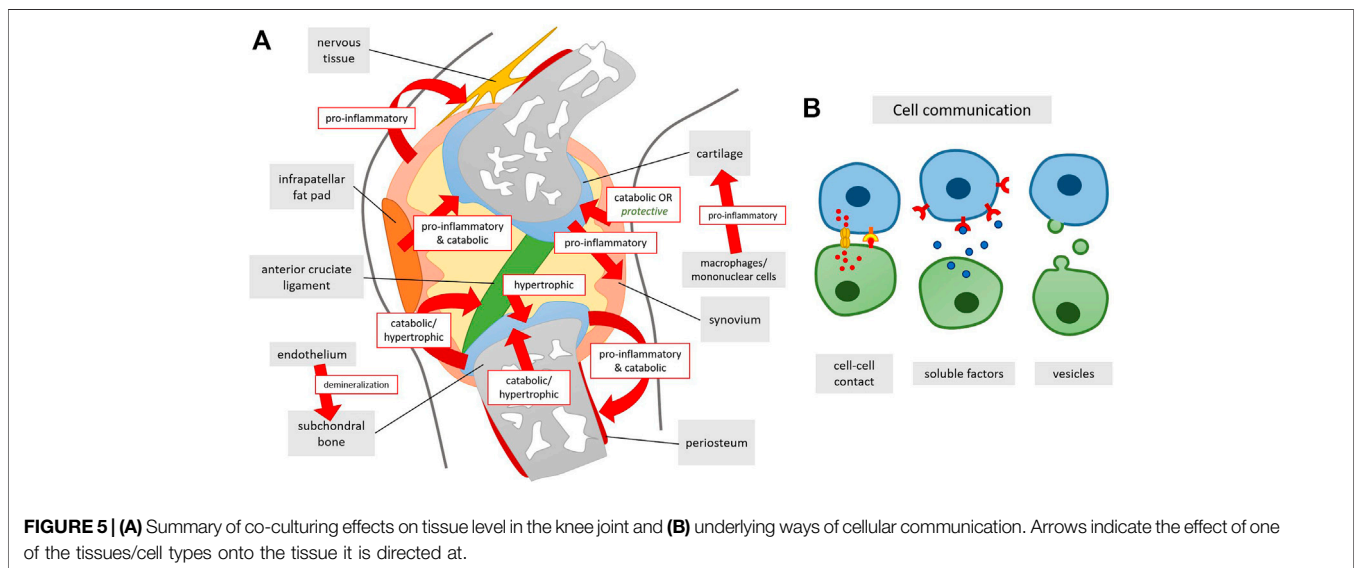 A
nervous
tissue
pro-inflammatory
infrapatellar
fat pad
pro-inflammatory
& catabolic
anterior cruciate
ligament
hypertrophic
catabolic/
hypertrophic
endothelium
demineralization
subchondral
bone
catabolic/
hypertrophic
cartilage
catabolic OR
protective
pro-inflammatory
pro-inflammatory
macrophages/
mononuclear cells
synovium
pro-inflammatory
& catabolic
periosteum
B
Cell communication
cell-cell
contact
soluble factors
vesicles
FIGURE 5 | (A) Summary of co-culturing effects on tissue level in the knee joint and (B) underlying ways of cellular communication. Arrows indicate the effect of one
of the tissues/cell types onto the tissue it is directed at.